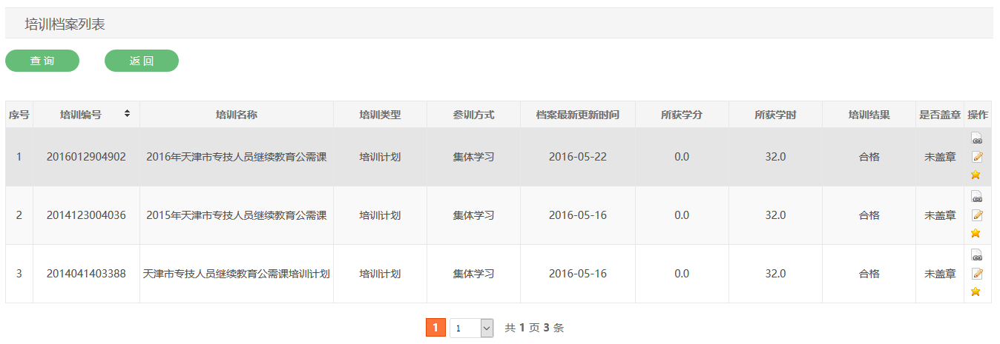 培训档案列表
查 询 返 回
序号 培训编号 培训名称 培训类型 参训方式 档案最新更新时间 所获学分 所获学时 培训结果 是否盖章 操作
1 2016012904902 2016年天津市专技人员继续教育公需课 培训计划 集体学习 2016-05-22 0.0 32.0 合格 未盖章
2 2014123004036 2015年天津市专技人员继续教育公需课 培训计划 集体学习 2016-05-16 0.0 32.0 合格 未盖章
3 2014041403388 天津市专技人员继续教育公需课培训计划 培训计划 集体学习 2016-05-16 0.0 32.0 合格 未盖章
1 1 共 1 页 3 条